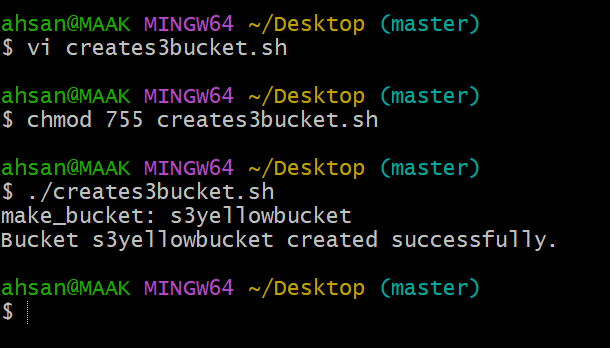 ahsan@MAAK MINGW64 ~/Desktop (master)
$ vi creates3bucket.sh
ahsan@MAAK MINGW64 ~/Desktop (master)
$ chmod 755 creates3bucket.sh
ahsan@MAAK MINGW64 ~/Desktop (master)
$ ./creates3bucket.sh
make_bucket: s3yellowbucket
Bucket s3yellowbucket created successfully.
ahsan@MAAK MINGW64 ~/Desktop (master)
$